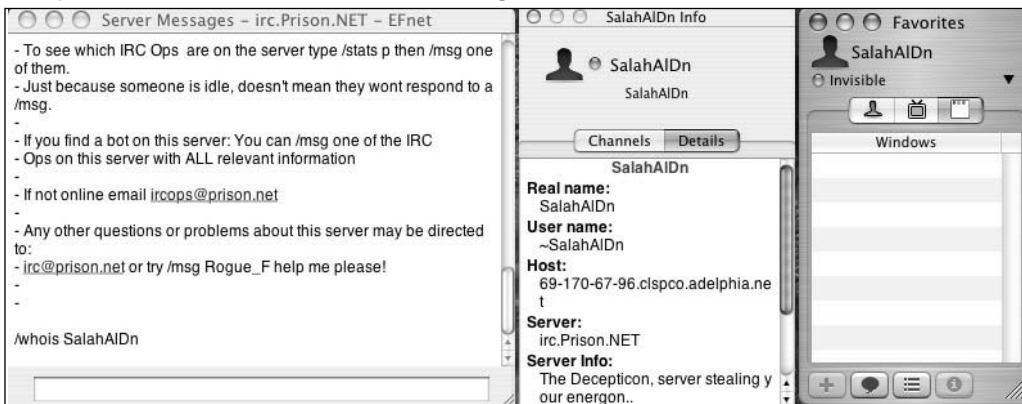 Server Messages – irc.Prison.NET – EFnet
- To see which IRC Ops  are on the server type /stats p then /msg one
of them.
- Just because someone is idle, doesn't mean they wont respond to a
/msg.
-
- If you find a bot on this server: You can /msg one of the IRC
- Ops on this server with ALL relevant information
-
- If not online email ircops@prison.net
-
- Any other questions or problems about this server may be directed
to:
- irc@prison.net or try /msg Rogue_F help me please!
-
-
/whois SalahAlDn
SalahAlDn Info
SalahAlDn
SalahAlDn
Channels
Details
SalahAlDn
Real name:
SalahAlDn
User name:
~SalahAlDn
Host:
69-170-67-96.clspco.adelphia.ne
t
Server:
irc.Prison.NET
Server Info:
The Decepticon, server stealing y
our energon..
Favorites
SalahAlDn
Invisible
Windows